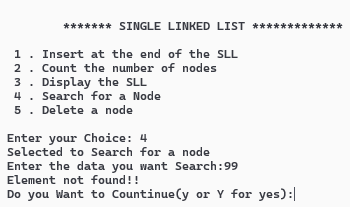 ******* SINGLE LINKED LIST *************
1 . Insert at the end of the SLL
2 . Count the number of nodes
3 . Display the SLL
4 . Search for a Node
5 . Delete a node
Enter your Choice: 4
Selected to Search for a node
Enter the data you want Search:99
Element not found!!
Do you Want to Countinue(y or Y for yes):